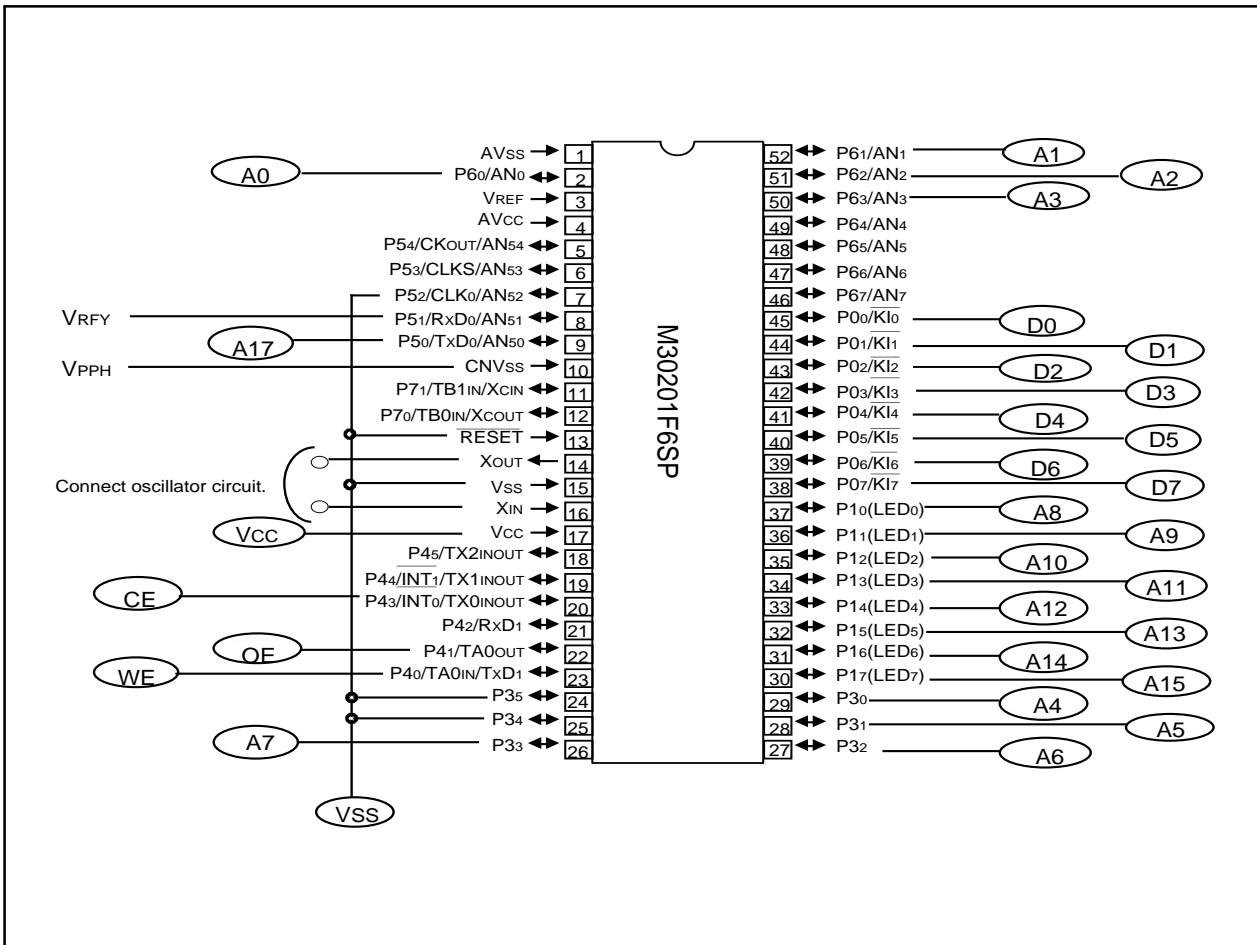 A0
AVSS 1
P60/AN0 2
VREF 3
AVCC 4
P54/CKOUT/AN54 5
P53/CLKS/AN53 6
P52/CLK0/AN52 7
VRFY P51/RXD0/AN51 8
A17 P50/TXD0/AN50 9
VPPH CNVSS 10
P71/TB1IN/XCIN 11
P70/TB0IN/XCOUT 12
RESET 13
XOUT 14
Connect oscillator circuit.
VSS 15
XIN 16
VCC VCC 17
P45/TX2INOUT 18
P44/INT1/TX1INOUT 19
CE P43/INT0/TX0INOUT 20
P42/RXD1 21
OE P41/TA0OUT 22
WE P40/TA0IN/TXD1 23
P35 24
P34 25
A7 P33 26
VSS
M30201F6SP
52 P61/AN1 A1
51 P62/AN2 A2
50 P63/AN3 A3
49 P64/AN4
48 P65/AN5
47 P66/AN6
46 P67/AN7
45 P00/KI0 D0
44 P01/KI1 D1
43 P02/KI2 D2
42 P03/KI3 D3
41 P04/KI4 D4
40 P05/KI5 D5
39 P06/KI6 D6
38 P07/KI7 D7
37 P10(LED0) A8
36 P11(LED1) A9
35 P12(LED2) A10
34 P13(LED3) A11
33 P14(LED4) A12
32 P15(LED5) A13
31 P16(LED6) A14
30 P17(LED7) A15
29 P30 A4
28 P31 A5
27 P32 A6